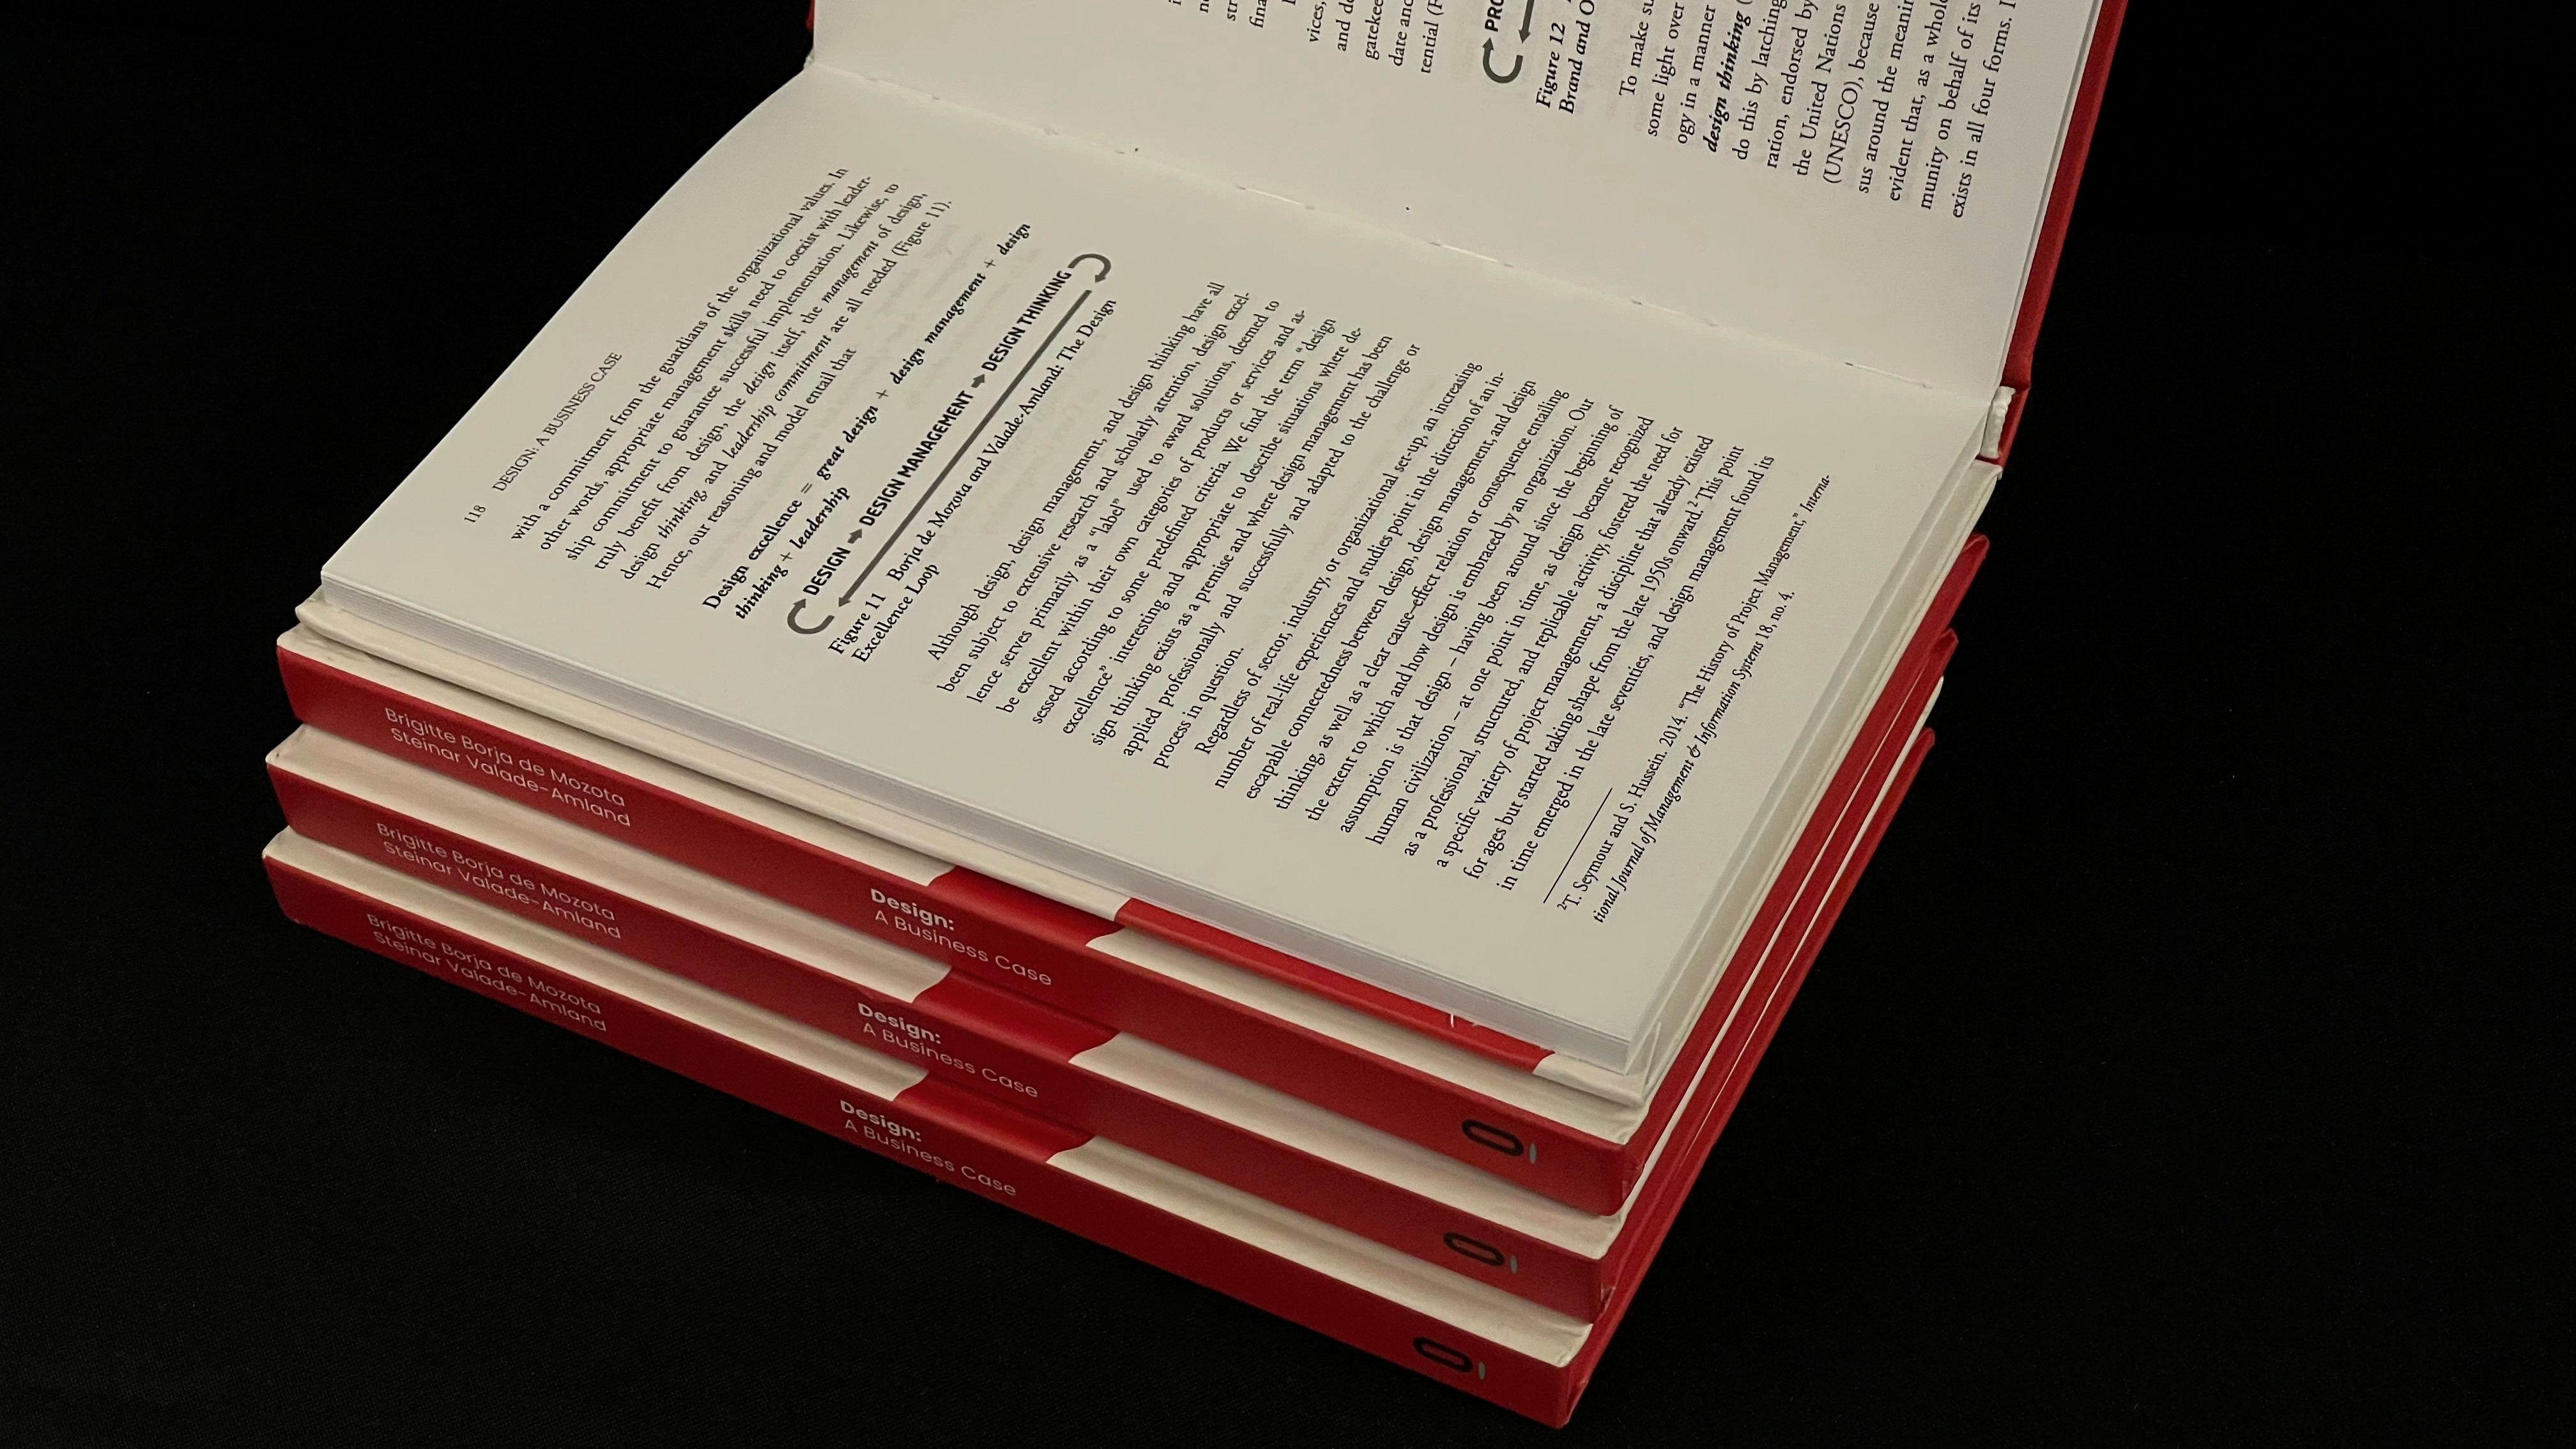 118 DESIGN: A BUSINESS CASE
with a commitment from the guardians of the organizational values. In
other words, appropriate management skills need to coexist with leader-
ship commitment to guarantee successful implementation. Likewise, to
truly benefit from design, the design itself, the management of design,
design thinking, and leadership commitment are all needed (Figure 11).
Hence, our reasoning and model entail that
Design excellence = great design + design management + design
thinking + leadership
DESIGN → DESIGN MANAGEMENT → DESIGN THINKING
Figure 11 Borja de Mozota and Valade-Amland: The Design
Excellence Loop
Although design, design management, and design thinking have all
been subject to extensive research and scholarly attention, design excel-
lence serves primarily as a “label” used to award solutions, deemed to
be excellent within their own categories of products or services and as-
sessed according to some predefined criteria. We find the term “design
excellence” interesting and appropriate to describe situations where de-
sign thinking exists as a premise and where design management has been
applied professionally and successfully and adapted to the challenge or
process in question.
Regardless of sector, industry, or organizational set-up, an increasing
number of real-life experiences and studies point in the direction of an in-
escapable connectedness between design, design management, and design
thinking, as well as a clear cause–effect relation or consequence entailing
the extent to which and how design is embraced by an organization. Our
assumption is that design – having been around since the beginning of
human civilization – at one point in time, as design became recognized
as a professional, structured, and replicable activity, fostered the need for
a specific variety of project management, a discipline that already existed
for ages but started taking shape from the late 1950s onward.² This point
in time emerged in the late seventies, and design management found its
²T. Seymour and S. Hussein. 2014. “The History of Project Management,” Interna-
tional Journal of Management & Information Systems 18, no. 4.
vices,
and de
gatekee
date and
tential (F
PRO
Figure 12
Brand and O
To make su
some light over
ogy in a manner
design thinking (
do this by latching
ration, endorsed by
the United Nations
(UNESCO), because
sus around the meanin
evident that, as a whole
munity on behalf of its
exists in all four forms. I
Brigitte Borja de Mozota
Steinar Valade-Amland
Design:
A Business Case
Brigitte Borja de Mozota
Steinar Valade-Amland
Design:
A Business Case
Brigitte Borja de Mozota
Steinar Valade-Amland
Design:
A Business Case